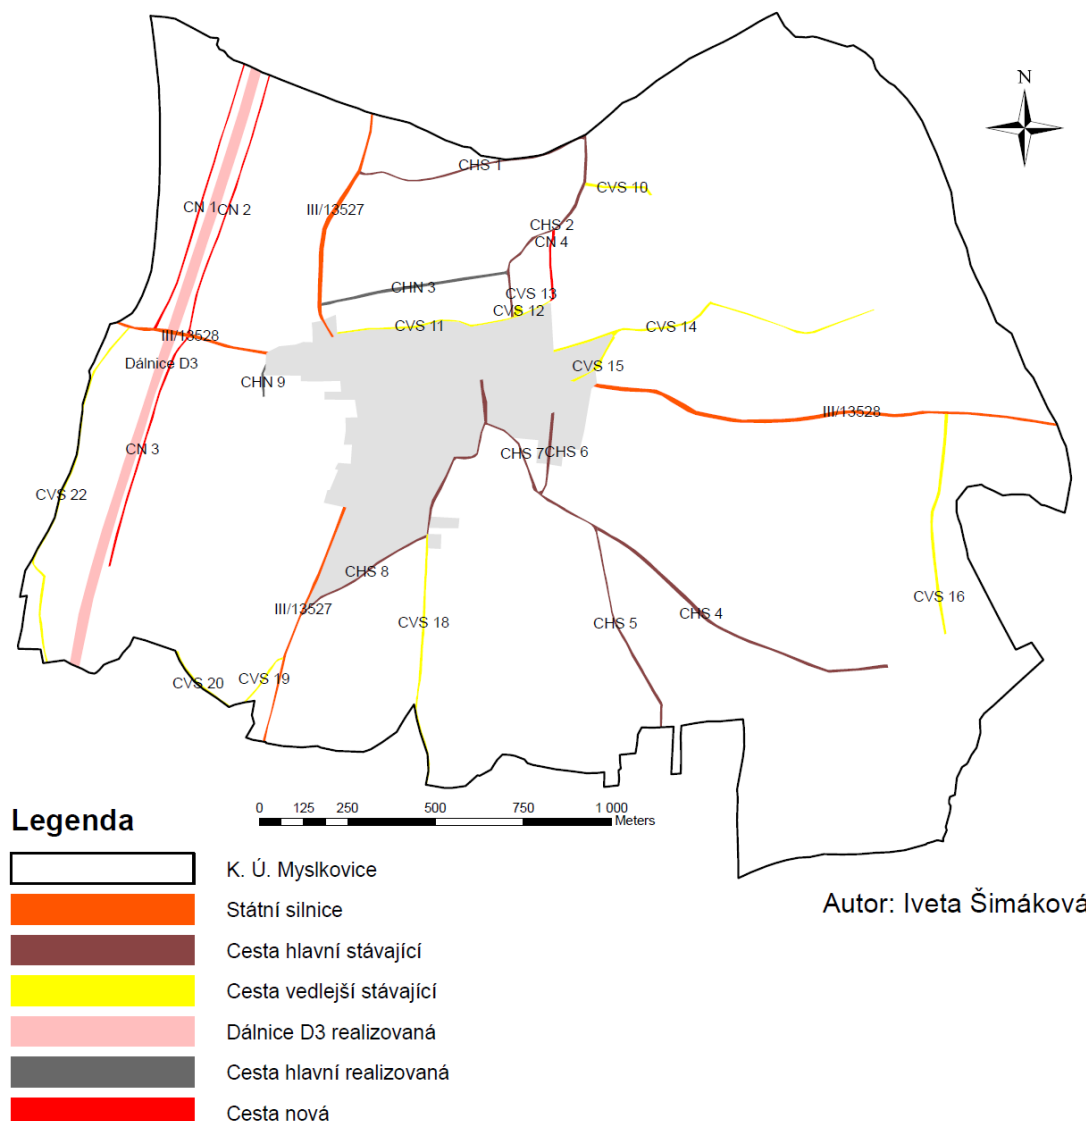 N
CHS 1
CVS 10
CN 1
CN 2
III/13527
CHS 2
CN 4
CHN 3
CVS 13
CVS 12
CVS 11
CVS 14
III/13528
Dálnice D3
CVS 15
CHN 9
III/13528
CN 3
CHS 7
CHS 6
CVS 22
CHS 8
CVS 16
III/13527
CVS 18
CHS 5
CHS 4
CVS 20
CVS 19
0 125 250 500 750 1 000
Meters
Legenda
K. Ú. Myslkovice
Autor: Iveta Šimáková
Státní silnice
Cesta hlavní stávající
Cesta vedlejší stávající
Dálnice D3 realizovaná
Cesta hlavní realizovaná
Cesta nová